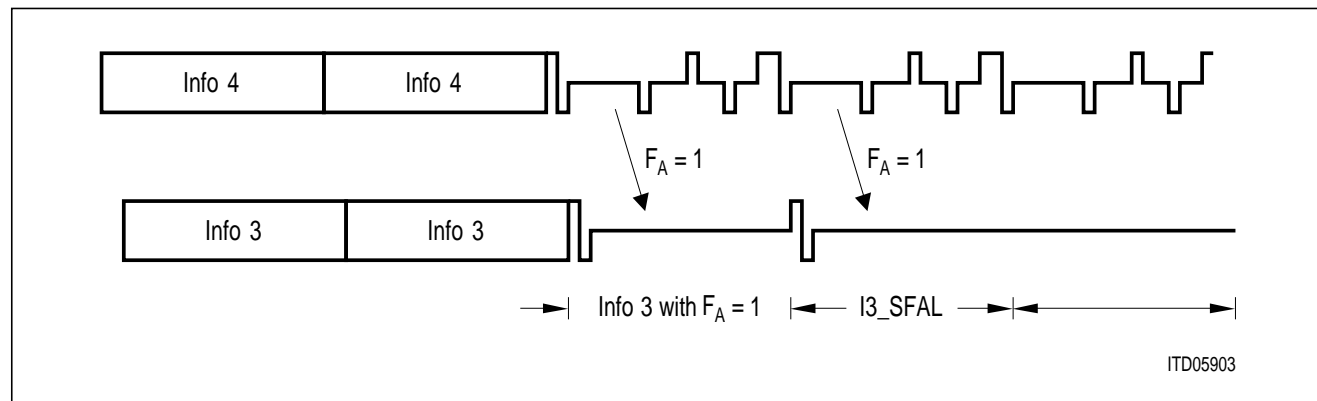 Info 4 Info 4
F_A = 1 F_A = 1
Info 3 Info 3
Info 3 with F_A = 1 I3_SFAL
ITD05903